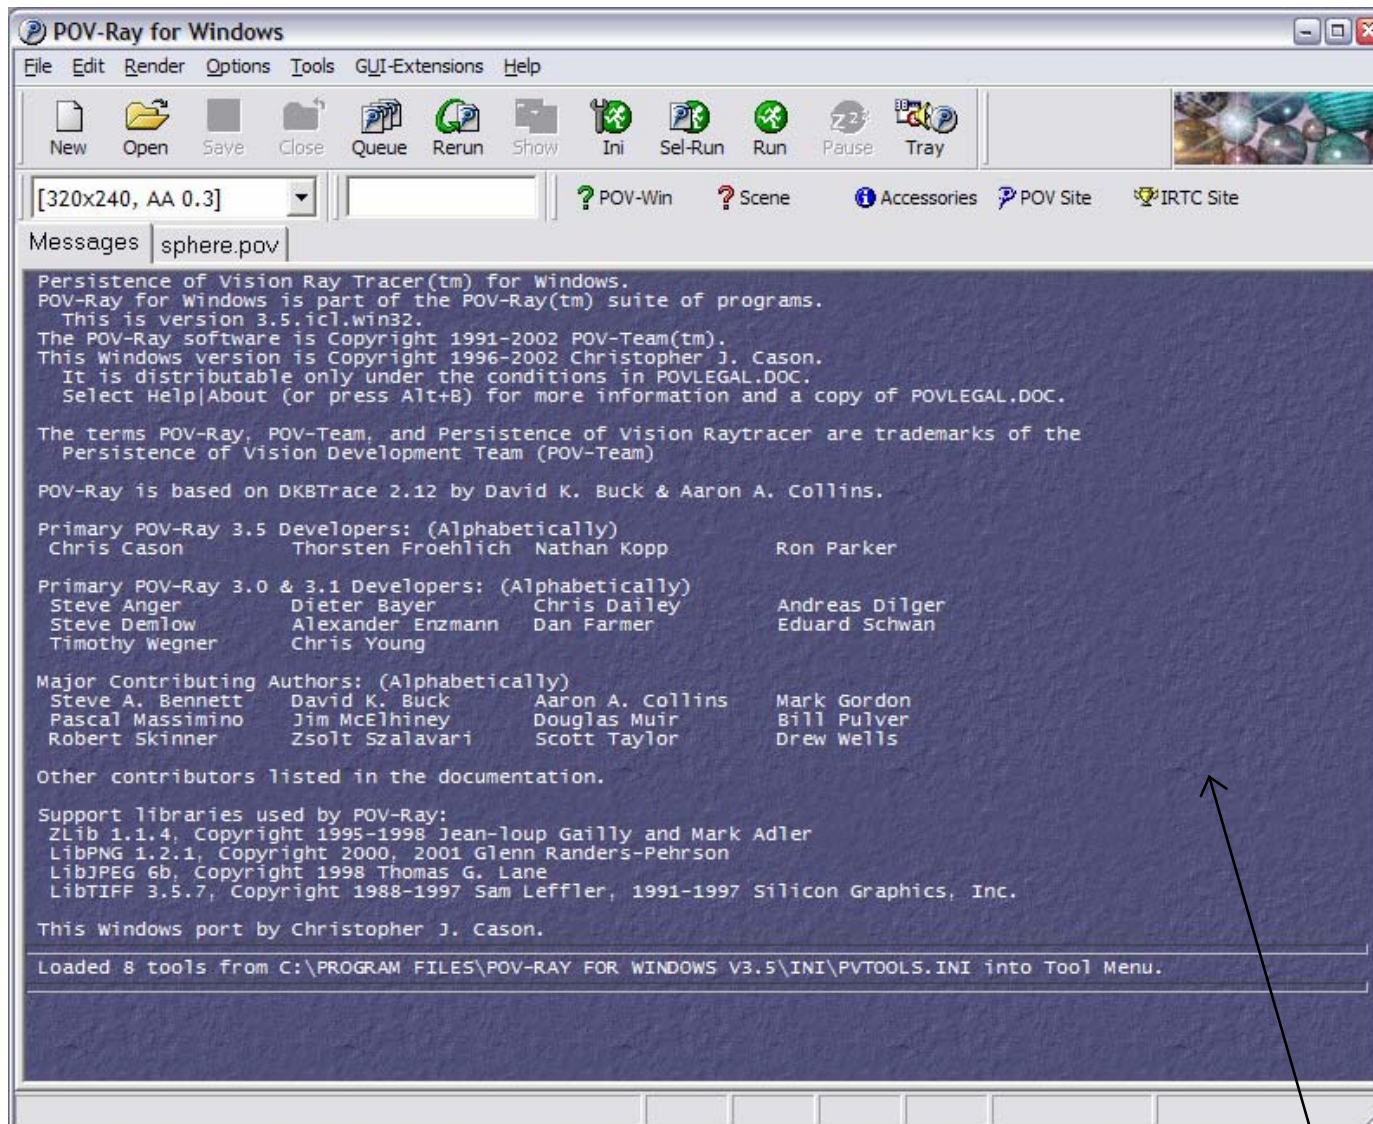 POV-Ray for Windows
File Edit Render Options Tools GUI-Extensions Help
New Open Save Close Queue Rerun Show Ini Sel-Run Run Pause Tray
[320x240, AA 0.3] ? POV-Win ? Scene Accessories POV Site IRTC Site
Messages sphere.pov
Persistence of Vision Ray Tracer(tm) for Windows.
POV-Ray for Windows is part of the POV-Ray(tm) suite of programs.
This is version 3.5.icl.win32.
The POV-Ray software is Copyright 1991-2002 POV-Team(tm).
This Windows version is Copyright 1996-2002 Christopher J. Cason.
It is distributable only under the conditions in POVLEGAL.DOC.
Select Help|About (or press Alt+B) for more information and a copy of POVLEGAL.DOC.
The terms POV-Ray, POV-Team, and Persistence of Vision Raytracer are trademarks of the
Persistence of Vision Development Team (POV-Team)
POV-Ray is based on DKBTrace 2.12 by David K. Buck & Aaron A. Collins.
Primary POV-Ray 3.5 Developers: (Alphabetically)
Chris Cason Thorsten Froehlich Nathan Kopp Ron Parker
Primary POV-Ray 3.0 & 3.1 Developers: (Alphabetically)
Steve Anger Dieter Bayer Chris Dailey Andreas Dilger
Steve Demlow Alexander Enzmann Dan Farmer Eduard Schwan
Timothy Wegner Chris Young
Major Contributing Authors: (Alphabetically)
Steve A. Bennett David K. Buck Aaron A. Collins Mark Gordon
Pascal Massimino Jim McElhiney Douglas Muir Bill Pulver
Robert Skinner Zsolt Szalavari Scott Taylor Drew Wells
Other contributors listed in the documentation.
Support libraries used by POV-Ray:
ZLib 1.1.4, Copyright 1995-1998 Jean-loup Gailly and Mark Adler
LibPNG 1.2.1, Copyright 2000, 2001 Glenn Randers-Pehrson
LibJPEG 6b, Copyright 1998 Thomas G. Lane
LibTIFF 3.5.7, Copyright 1988-1997 Sam Leffler, 1991-1997 Silicon Graphics, Inc.
This Windows port by Christopher J. Cason.
Loaded 8 tools from C:\PROGRAM FILES\POV-RAY FOR WINDOWS V3.5\INI\PVTOOLS.INI into Tool Menu.